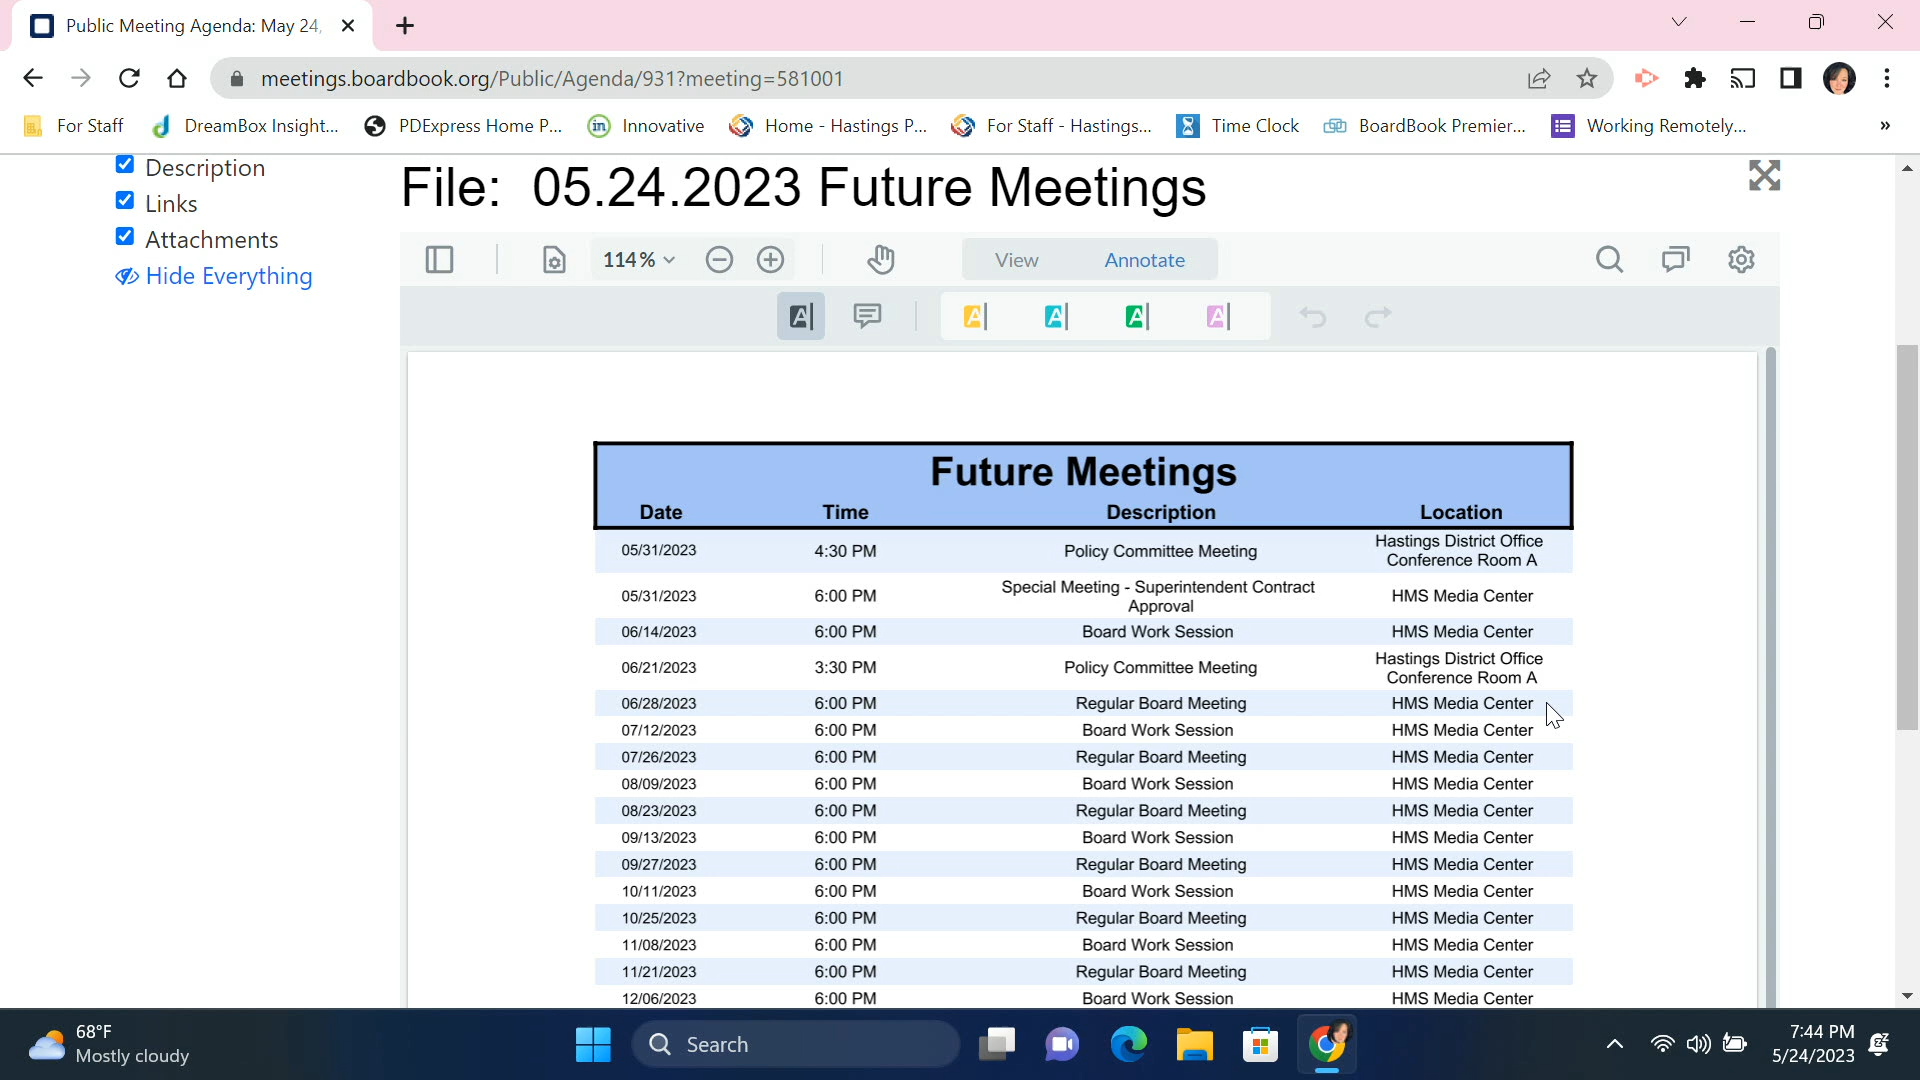 Public Meeting Agenda: May 24,
meetings.boardbook.org/Public/Agenda/931?meeting=581001
For Staff DreamBox Insight... PDExpress Home P... in Innovative Home - Hastings P... For Staff - Hastings... Time Clock BoardBook Premier... Working Remotely... »
Description
Links
Attachments
Hide Everything
File: 05.24.2023 Future Meetings
114% View Annotate
A A A A A
Future Meetings
Date Time Description Location
05/31/2023 4:30 PM Policy Committee Meeting Hastings District Office
Conference Room A
05/31/2023 6:00 PM Special Meeting - Superintendent Contract
Approval HMS Media Center
06/14/2023 6:00 PM Board Work Session HMS Media Center
06/21/2023 3:30 PM Policy Committee Meeting Hastings District Office
Conference Room A
06/28/2023 6:00 PM Regular Board Meeting HMS Media Center
07/12/2023 6:00 PM Board Work Session HMS Media Center
07/26/2023 6:00 PM Regular Board Meeting HMS Media Center
08/09/2023 6:00 PM Board Work Session HMS Media Center
08/23/2023 6:00 PM Regular Board Meeting HMS Media Center
09/13/2023 6:00 PM Board Work Session HMS Media Center
09/27/2023 6:00 PM Regular Board Meeting HMS Media Center
10/11/2023 6:00 PM Board Work Session HMS Media Center
10/25/2023 6:00 PM Regular Board Meeting HMS Media Center
11/08/2023 6:00 PM Board Work Session HMS Media Center
11/21/2023 6:00 PM Regular Board Meeting HMS Media Center
12/06/2023 6:00 PM Board Work Session HMS Media Center
68°F
Mostly cloudy
Search
7:44 PM
5/24/2023